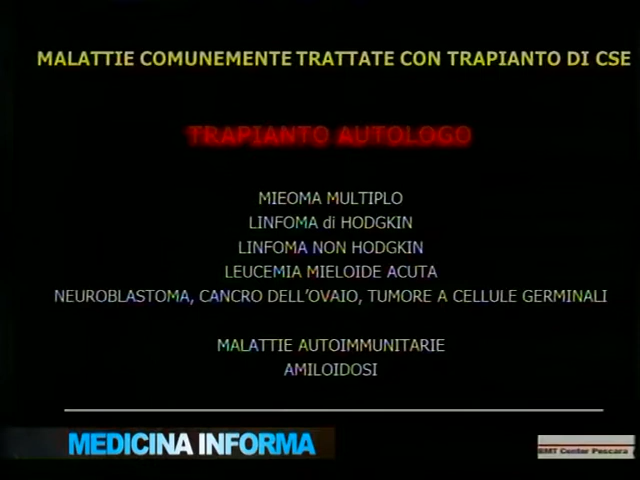 MALATTIE COMUNEMENTE TRATTATE CON TRAPIANTO DI CSE
TRAPIANTO AUTOLOGO
MIEOMA MULTIPLO
LINFOMA di HODGKIN
LINFOMA NON HODGKIN
LEUCEMIA MIELOIDE ACUTA
NEUROBLASTOMA, CANCRO DELL'OVAIO, TUMORE A CELLULE GERMINALI
MALATTIE AUTOIMMUNITARIE
AMILOIDOSI
MEDICINA INFORMA
BMT Center Pescara